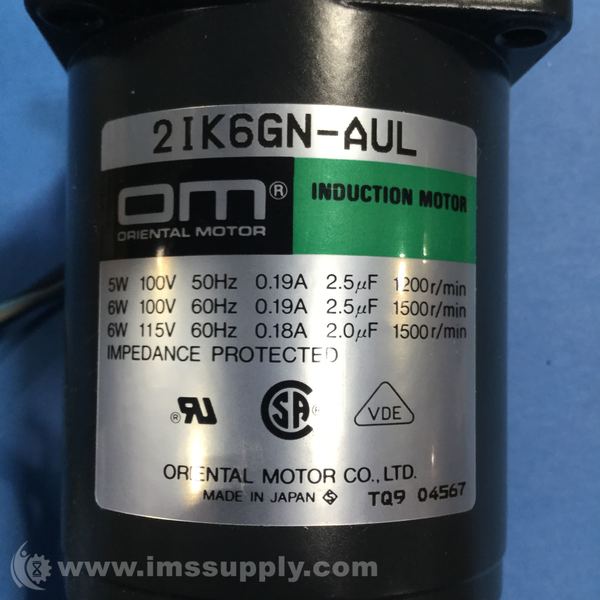 2IK6GN-AUL
OM® INDUCTION MOTOR
ORIENTAL MOTOR
5W 100V 50Hz 0.19A 2.5µF 1200r/min
6W 100V 60Hz 0.19A 2.5µF 1500r/min
6W 115V 60Hz 0.18A 2.0µF 1500r/min
IMPEDANCE PROTECTED
RU® SA® VDE
ORIENTAL MOTOR CO., LTD.
MADE IN JAPAN S TQ9 04567
www.imssupply.com